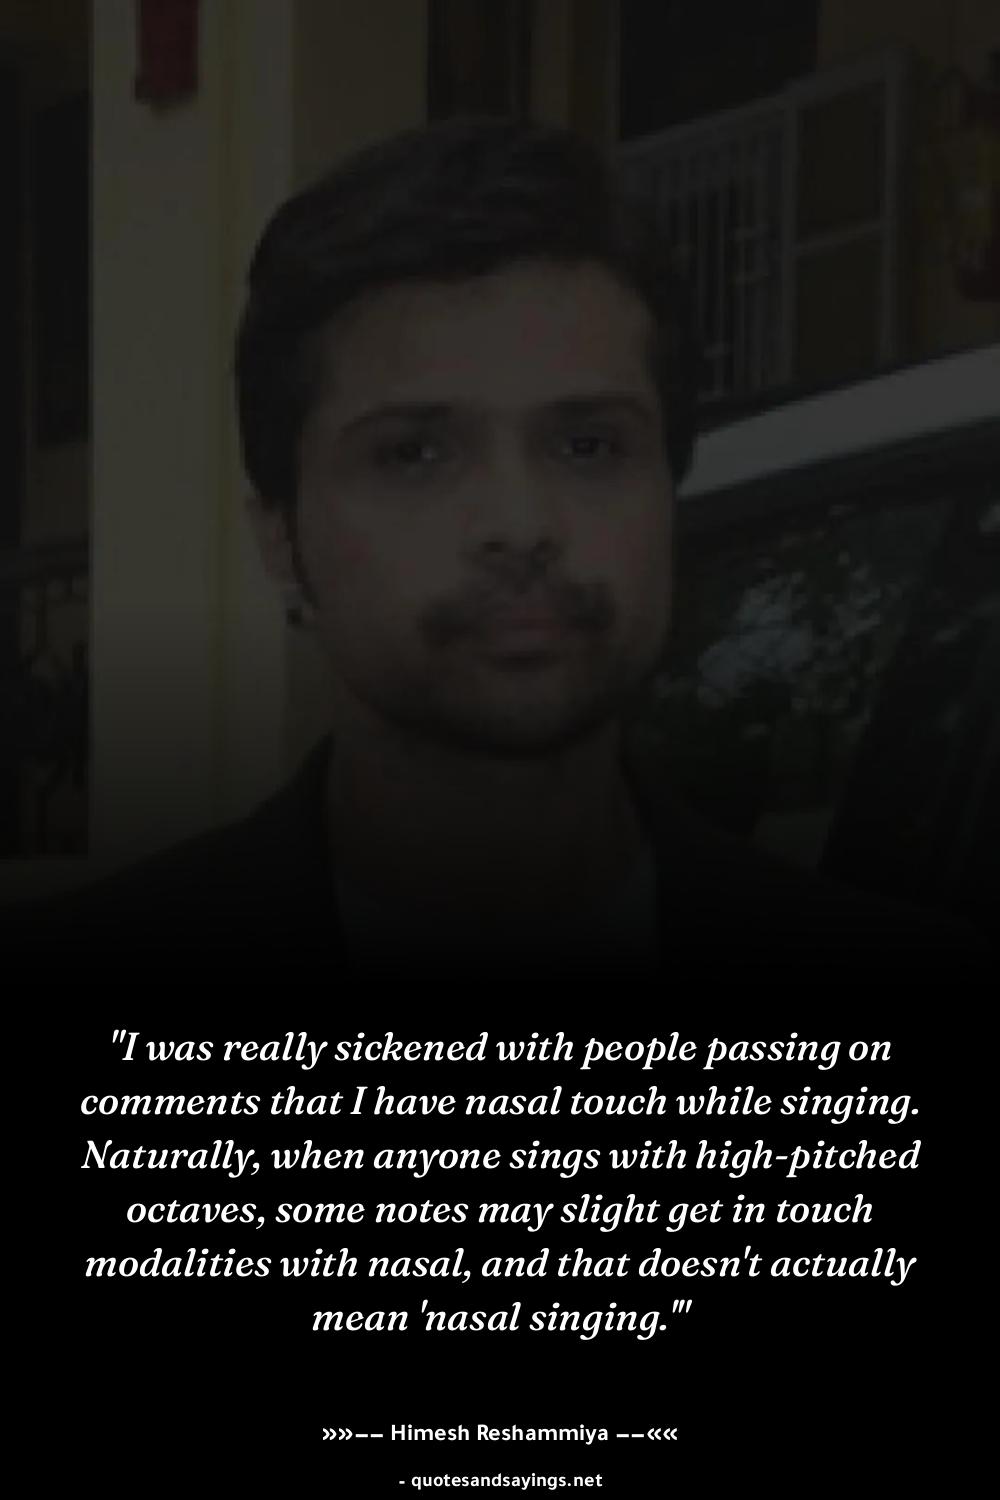 "I was really sickened with people passing on
comments that I have nasal touch while singing.
Naturally, when anyone sings with high-pitched
octaves, some notes may slight get in touch
modalities with nasal, and that doesn't actually
mean 'nasal singing.'"
»»−− Himesh Reshammiya −−««
- quotesandsayings.net